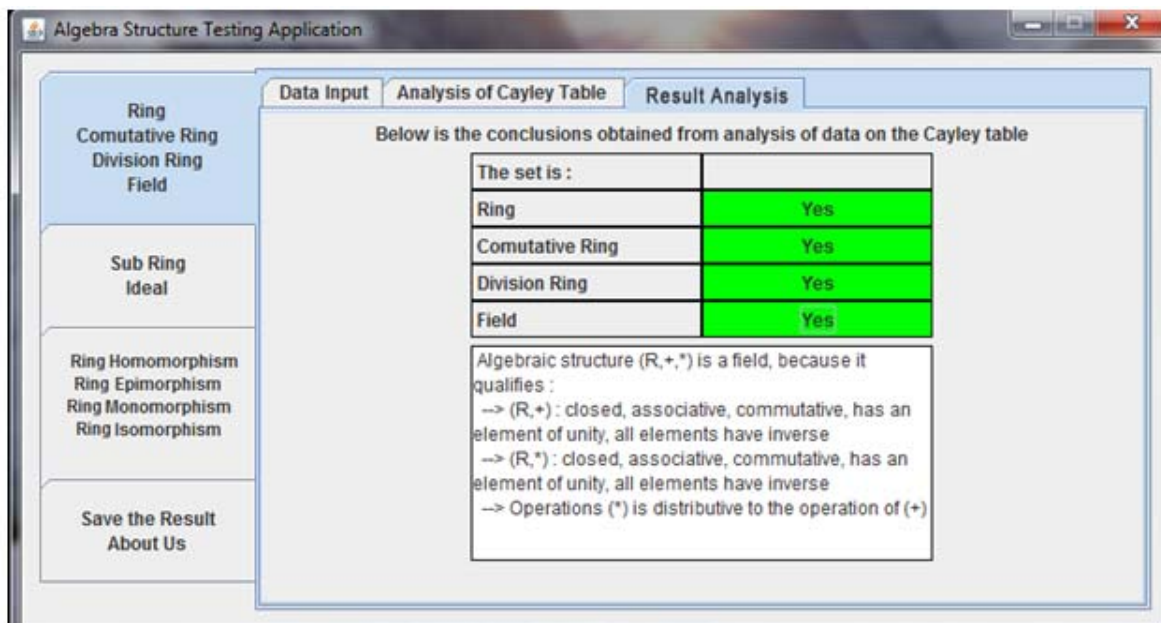 Algebra Structure Testing Application
Ring
Comutative Ring
Division Ring
Field
Sub Ring
Ideal
Ring Homomorphism
Ring Epimorphism
Ring Monomorphism
Ring Isomorphism
Save the Result
About Us
Data Input Analysis of Cayley Table Result Analysis
Below is the conclusions obtained from analysis of data on the Cayley table
The set is :
Ring Yes
Comutative Ring Yes
Division Ring Yes
Field Yes
Algebraic structure (R,+,*) is a field, because it
qualifies :
--> (R,+) : closed, associative, commutative, has an
element of unity, all elements have inverse
--> (R,*) : closed, associative, commutative, has an
element of unity, all elements have inverse
--> Operations (*) is distributive to the operation of (+)